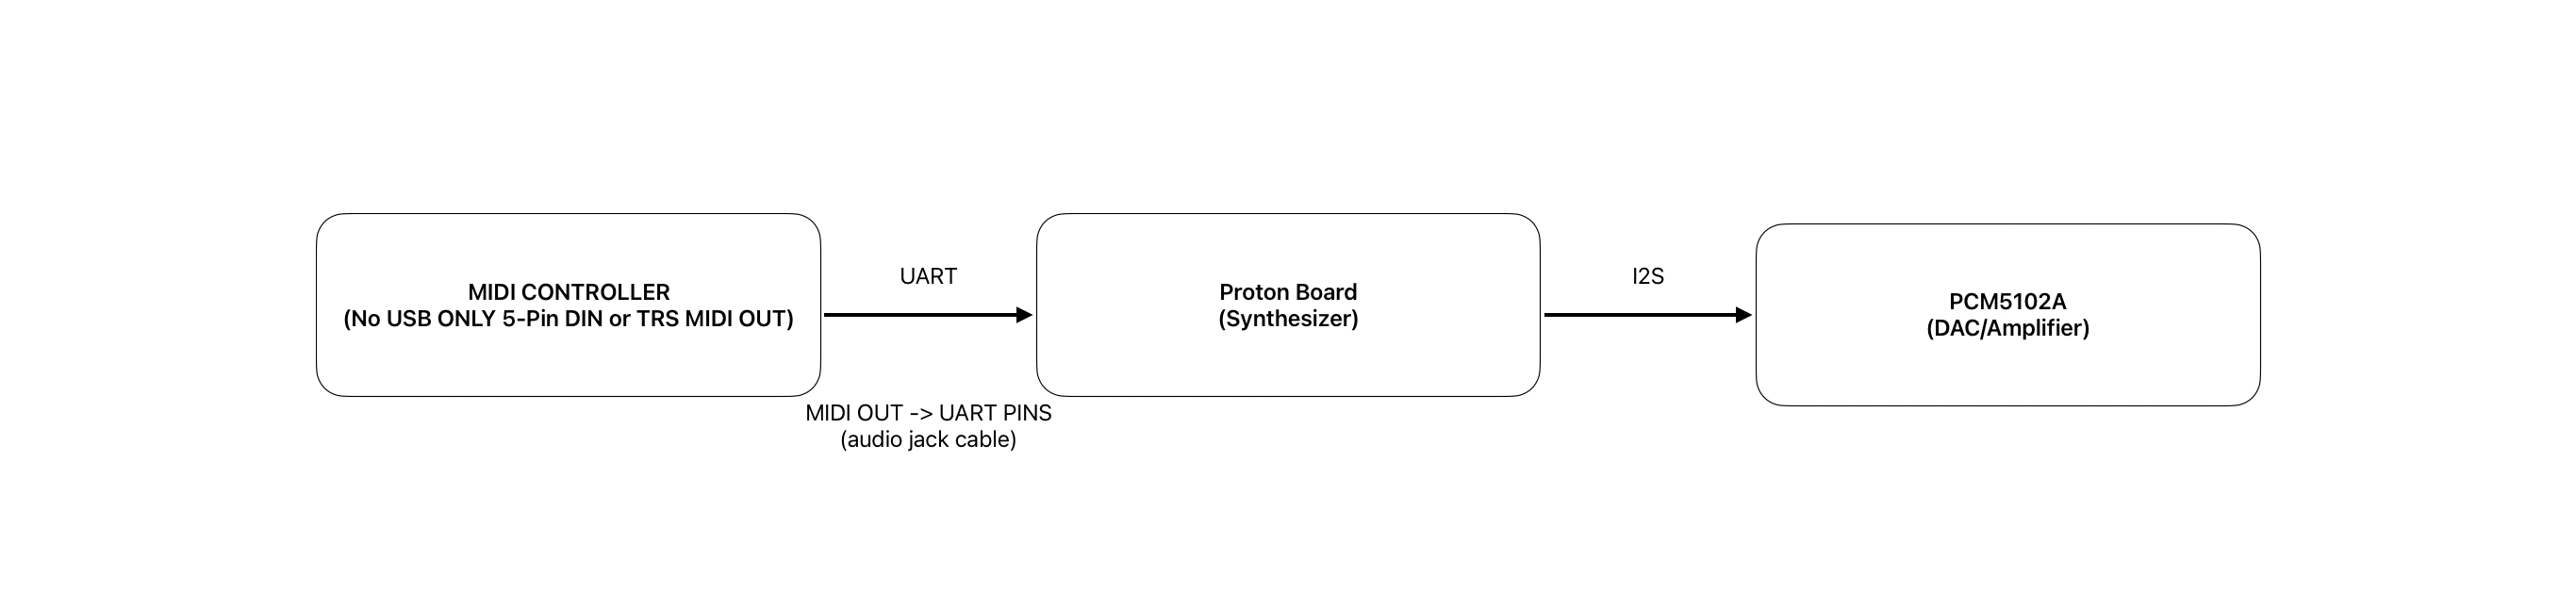 MIDI CONTROLLER
(No USB ONLY 5-Pin DIN or TRS MIDI OUT)
UART
MIDI OUT -> UART PINS
(audio jack cable)
Proton Board
(Synthesizer)
I2S
PCM5102A
(DAC/Amplifier)